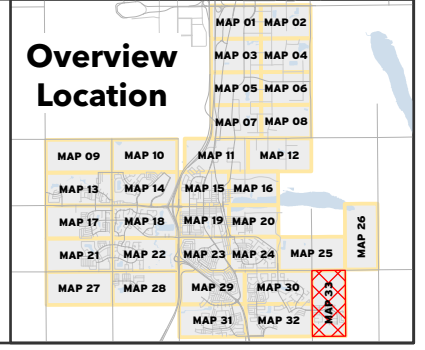 Overview
Location
MAP 01 MAP 02
MAP 03 MAP 04
MAP 05 MAP 06
MAP 07 MAP 08
MAP 09 MAP 10 MAP 11 MAP 12
MAP 13 MAP 14 MAP 15 MAP 16
MAP 17 MAP 18 MAP 19 MAP 20
MAP 21 MAP 22 MAP 23 MAP 24 MAP 25 MAP 26
MAP 27 MAP 28 MAP 29 MAP 30 MAP 33
MAP 31 MAP 32